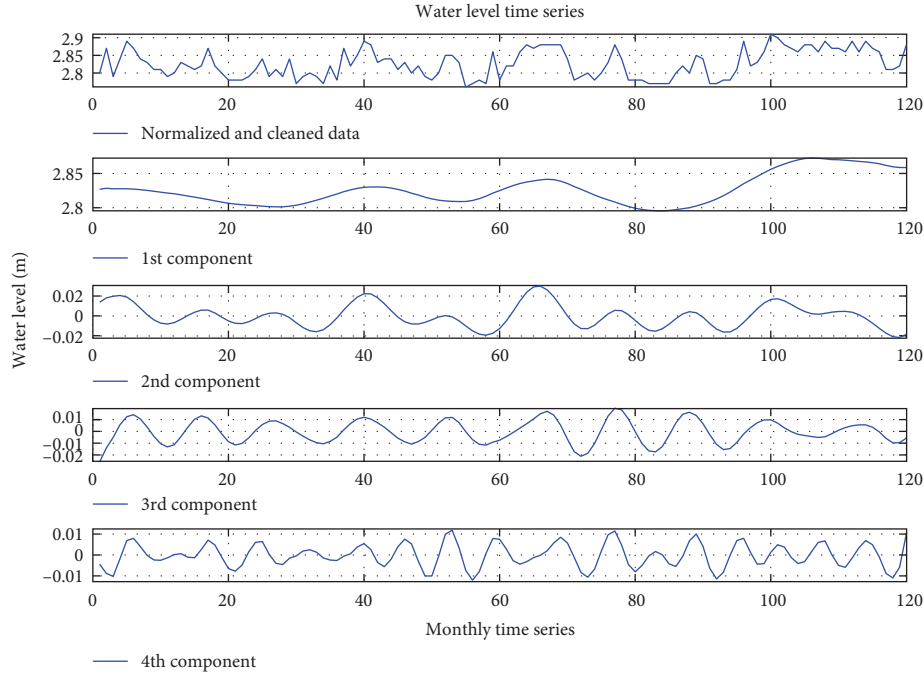 Water level time series
2.9
2.85
2.8
0 20 40 60 80 100 120
Normalized and cleaned data
2.85
2.8
0 20 40 60 80 100 120
1st component
Water level (m)
0.02
0
−0.02
0 20 40 60 80 100 120
2nd component
0.01
0
−0.01
−0.02
0 20 40 60 80 100 120
3rd component
0.01
0
−0.01
0 20 40 60 80 100 120
Monthly time series
4th component